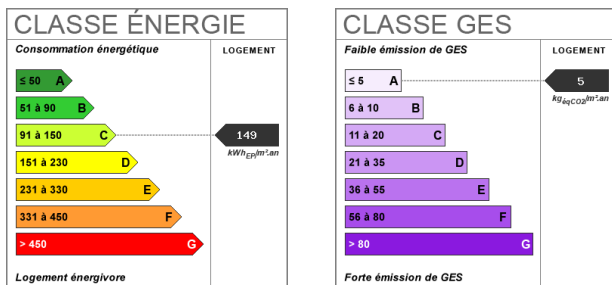 CLASSE ÉNERGIE
Consommation énergétique
LOGEMENT
≤ 50 A
51 à 90 B
91 à 150 C
149
kWhEP/m².an
151 à 230 D
231 à 330 E
331 à 450 F
> 450 G
Logement énergivore
CLASSE GES
Faible émission de GES
LOGEMENT
≤ 5 A
5
kgéqCO2/m².an
6 à 10 B
11 à 20 C
21 à 35 D
36 à 55 E
56 à 80 F
> 80 G
Forte émission de GES